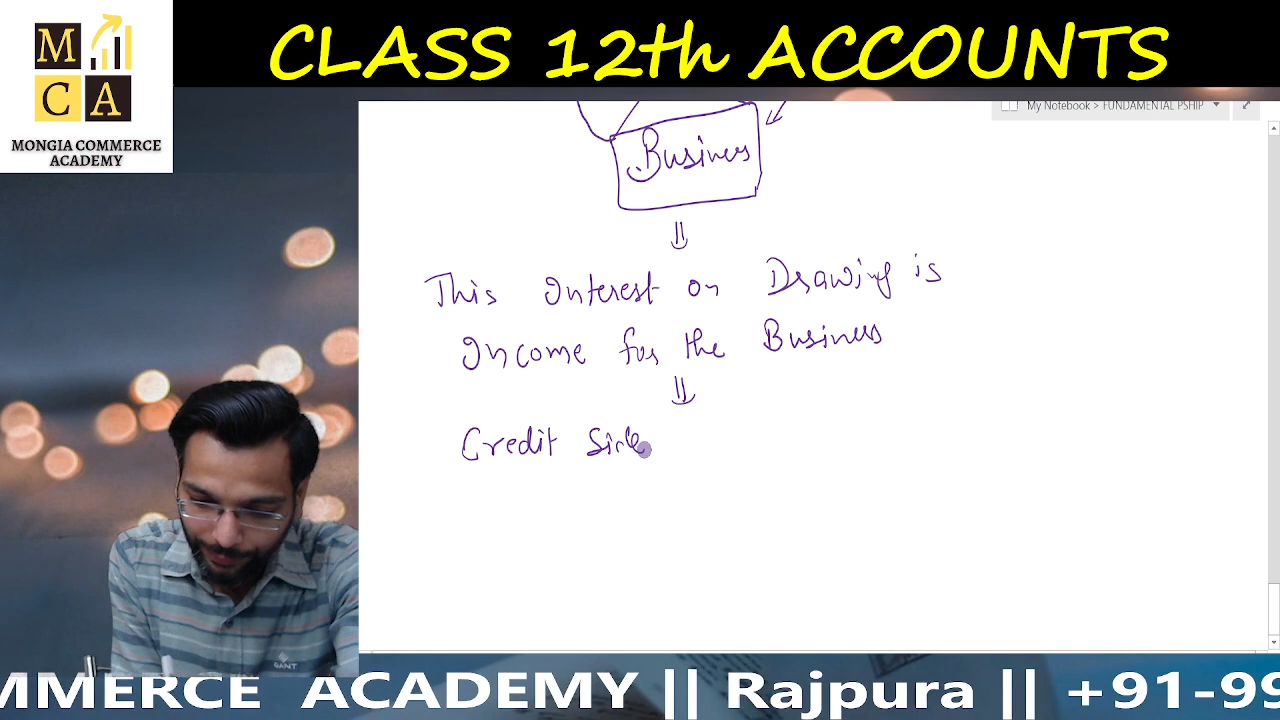 M
C A
MONGIA COMMERCE
ACADEMY
CLASS 12th ACCOUNTS
My Notebook > FUNDAMENTAL PSHIP
Business
This Interest on Drawing is
Income for the Business
Credit Side
GANT
MMERCE ACADEMY || Rajpura || +91-99